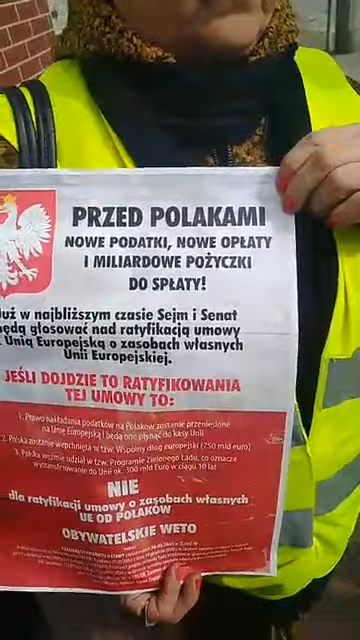 PRZED POLAKAMI
NOWE PODATKI, NOWE OPŁATY
I MILIARDOWE POŻYCZKI
DO SPŁATY!
Już w najbliższym czasie Sejm i Senat
będą głosować nad ratyfikacją umowy
z Unią Europejską o zasobach własnych
Unii Europejskiej.
JEŚLI DOJDZIE TO RATYFIKOWANIA
TEJ UMOWY TO:
1. Prawo nakładania podatków na Polaków zostanie przeniesione
na Unię Europejską i będą one płynąć do kasy Unii
2. Polska zostanie wepchnięta w tzw. Wspólny dług europejski (750 mld euro)
3. Polska weźmie udział w tzw. Programie Zielonego Ładu, co oznacza
wytransferowanie do Unii ok. 300 mld Euro w ciągu 10 lat
NIE
dla ratyfikacji umowy o zasobach własnych
UE OD POLAKÓW
OBYWATELSKIE WETO